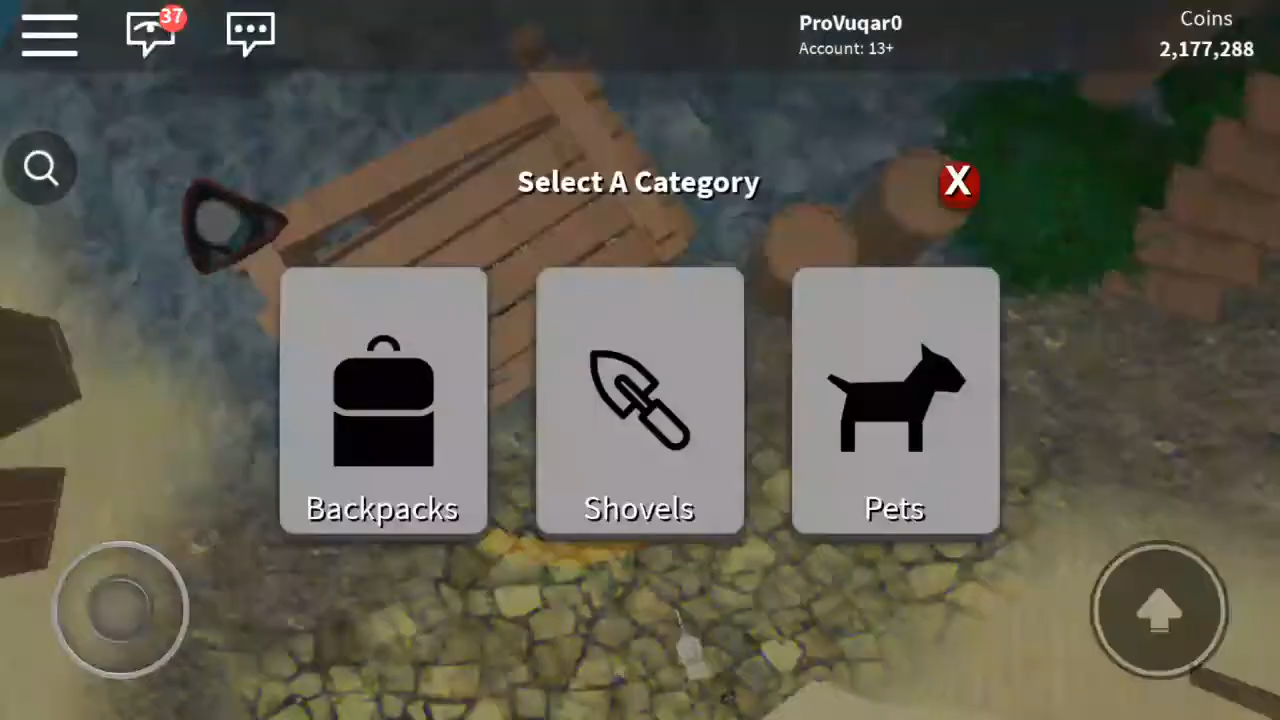 37
ProVuqar0
Account: 13+
Coins
2,177,288
Select A Category
X
Backpacks
Shovels
Pets